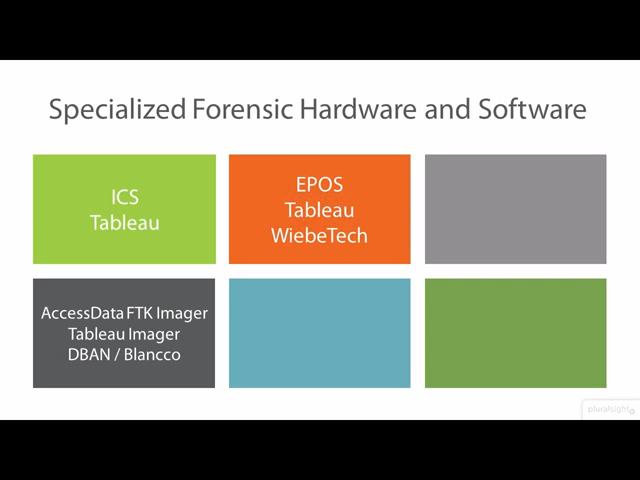 Specialized Forensic Hardware and Software
ICS
Tableau
EPOS
Tableau
WiebeTech
AccessData FTK Imager
Tableau Imager
DBAN / Blancco
pluralsight